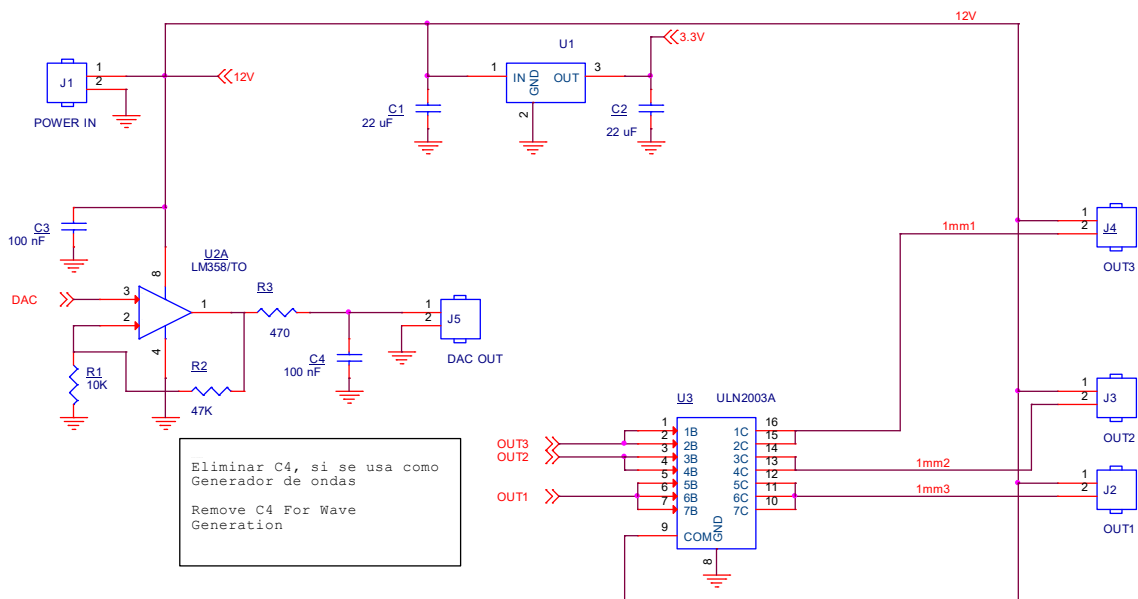 12V
U1
3.3V
1
2
J1
12V
POWER IN
1
IN
GND
OUT
3
2
C1
22 uF
C2
22 uF
C3
100 nF
U2A
LM358/TO
8
DAC
3
2
1
4
R3
470
R1
10K
R2
47K
C4
100 nF
1
2
J5
DAC OUT
1mm1
1
2
J4
OUT3
1
2
J3
OUT2
1
2
J2
OUT1
U3
ULN2003A
OUT3
OUT2
OUT1
1
2
3
4
5
6
7
9
1B
2B
3B
4B
5B
6B
7B
COM
GND
8
1C
2C
3C
4C
5C
6C
7C
16
15
14
13
12
11
10
1mm2
1mm3
Eliminar C4, si se usa como
Generador de ondas
Remove C4 For Wave
Generation